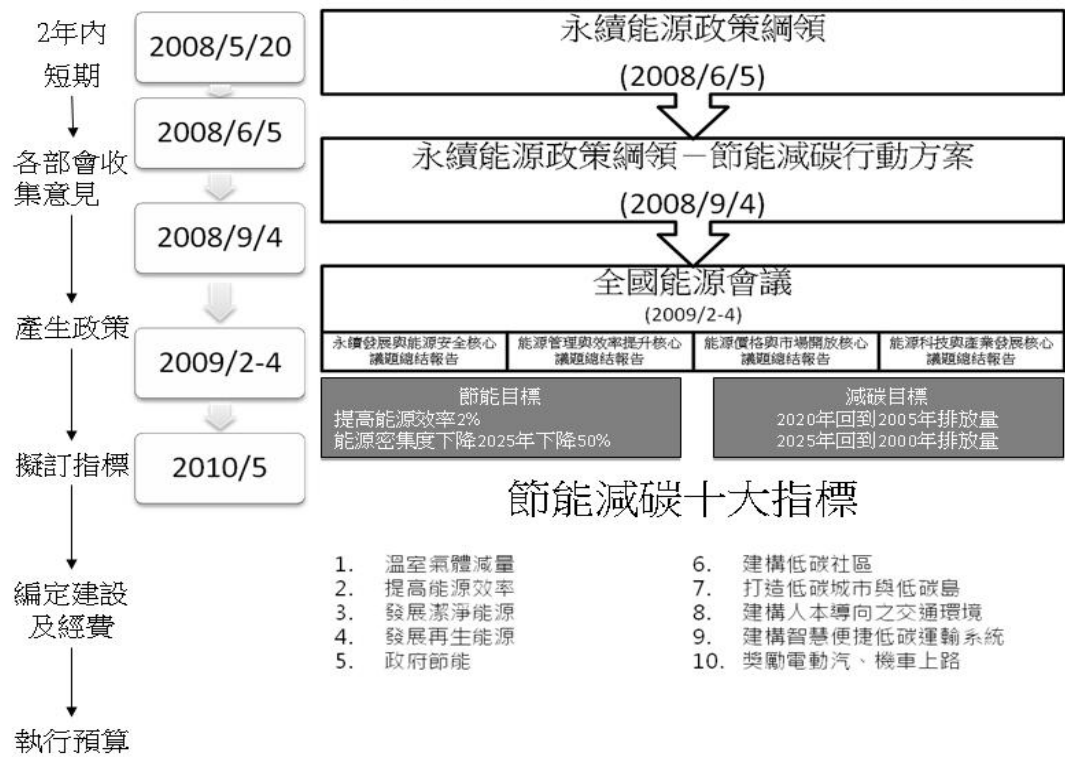 2年內
短期
各部會收
集意見
產生政策
擬訂指標
編定建設
及經費
執行預算
2008/5/20
2008/6/5
2008/9/4
2009/2-4
2010/5
永續能源政策綱領
(2008/6/5)
永續能源政策綱領－節能減碳行動方案
(2008/9/4)
全國能源會議
(2009/2-4)
永續發展與能源安全核心
議題總結報告
能源管理與效率提升核心
議題總結報告
能源價格與市場開放核心
議題總結報告
能源科技與產業發展核心
議題總結報告
節能目標
提高能源效率2%
能源密集度下降2025年下降50%
減碳目標
2020年回到2005年排放量
2025年回到2000年排放量
節能減碳十大指標
1. 溫室氣體減量
2. 提高能源效率
3. 發展潔淨能源
4. 發展再生能源
5. 政府節能
6. 建構低碳社區
7. 打造低碳城市與低碳島
8. 建構人本導向之交通環境
9. 建構智慧便捷低碳運輸系統
10. 獎勵電動汽、機車上路